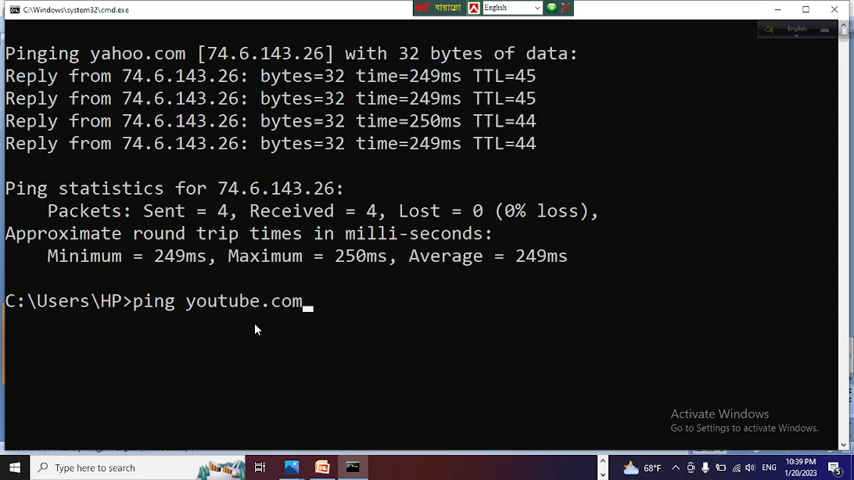 C:\Windows\system32\cmd.exe
English
English
Pinging yahoo.com [74.6.143.26] with 32 bytes of data:
Reply from 74.6.143.26: bytes=32 time=249ms TTL=45
Reply from 74.6.143.26: bytes=32 time=249ms TTL=45
Reply from 74.6.143.26: bytes=32 time=250ms TTL=44
Reply from 74.6.143.26: bytes=32 time=249ms TTL=44
Ping statistics for 74.6.143.26:
Packets: Sent = 4, Received = 4, Lost = 0 (0% loss),
Approximate round trip times in milli-seconds:
Minimum = 249ms, Maximum = 250ms, Average = 249ms
C:\Users\HP>ping youtube.com
Activate Windows
Go to Settings to activate Windows.
Type here to search
68°F
ENG
10:39 PM
1/20/2023